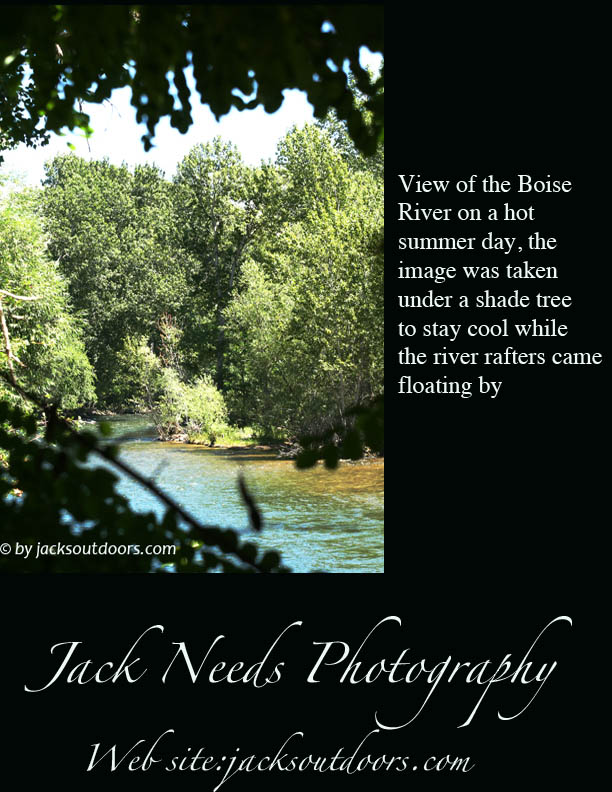 View of the Boise
River on a hot
summer day, the
image was taken
under a shade tree
to stay cool while
the river rafters came
floating by
© by jacksoutdoors.com
Jack Needs Photography
Web site:jacksoutdoors.com